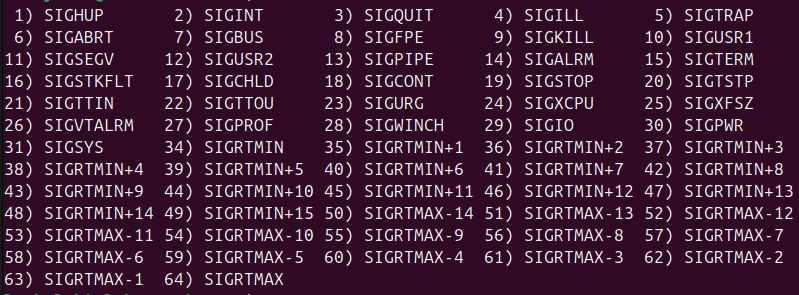 1) SIGHUP       2) SIGINT       3) SIGQUIT      4) SIGILL       5) SIGTRAP
 6) SIGABRT      7) SIGBUS       8) SIGFPE       9) SIGKILL     10) SIGUSR1
11) SIGSEGV     12) SIGUSR2     13) SIGPIPE     14) SIGALRM     15) SIGTERM
16) SIGSTKFLT   17) SIGCHLD     18) SIGCONT     19) SIGSTOP     20) SIGTSTP
21) SIGTTIN     22) SIGTTOU     23) SIGURG      24) SIGXCPU     25) SIGXFSZ
26) SIGVTALRM   27) SIGPROF     28) SIGWINCH    29) SIGIO       30) SIGPWR
31) SIGSYS      34) SIGRTMIN    35) SIGRTMIN+1  36) SIGRTMIN+2  37) SIGRTMIN+3
38) SIGRTMIN+4  39) SIGRTMIN+5  40) SIGRTMIN+6  41) SIGRTMIN+7  42) SIGRTMIN+8
43) SIGRTMIN+9  44) SIGRTMIN+10 45) SIGRTMIN+11 46) SIGRTMIN+12 47) SIGRTMIN+13
48) SIGRTMIN+14 49) SIGRTMIN+15 50) SIGRTMAX-14 51) SIGRTMAX-13 52) SIGRTMAX-12
53) SIGRTMAX-11 54) SIGRTMAX-10 55) SIGRTMAX-9  56) SIGRTMAX-8  57) SIGRTMAX-7
58) SIGRTMAX-6  59) SIGRTMAX-5  60) SIGRTMAX-4  61) SIGRTMAX-3  62) SIGRTMAX-2
63) SIGRTMAX-1  64) SIGRTMAX